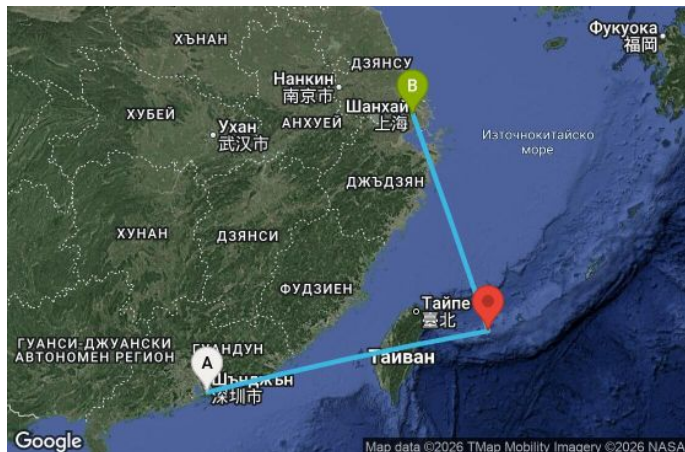 Фукуока
福岡
ХЪНАН
ДЗЯНСУ
Нанкин
南京市
B
Шанхай
上海
ХУБЕЙ
АНХУЕЙ
Ухан
武汉市
Източнокитайско
море
ДЖЪДЗЯН
ХУНАН
ДЗЯНСИ
ФУДЗИЕН
Тайпе
臺北
ГУАНСИ-ДЖУАНСКИ
АВТОНОМЕН РЕГИОН
ГУАНДУН
A
Тайван
Шънджън
深圳市
Google
Map data ©2026 TMap Mobility Imagery ©2026 NASA